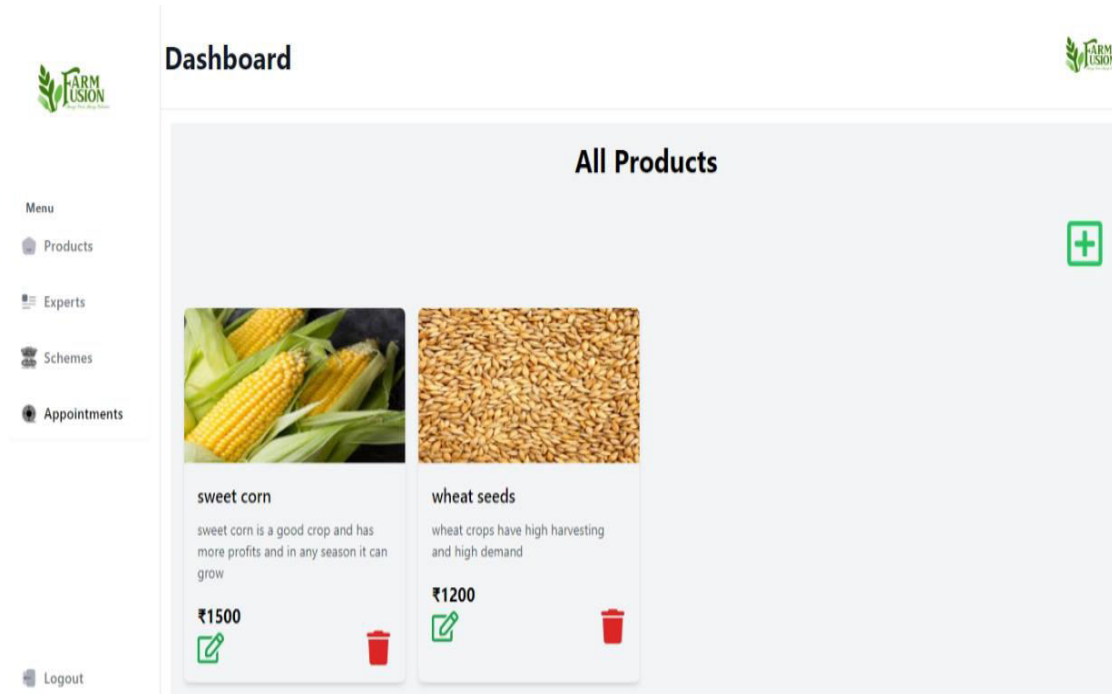 FARM
FUSION
Dashboard
FARM
FUSION
All Products
Menu
Products
Experts
Schemes
Appointments
Logout
sweet corn
sweet corn is a good crop and has
more profits and in any season it can
grow
₹1500
wheat seeds
wheat crops have high harvesting
and high demand
₹1200